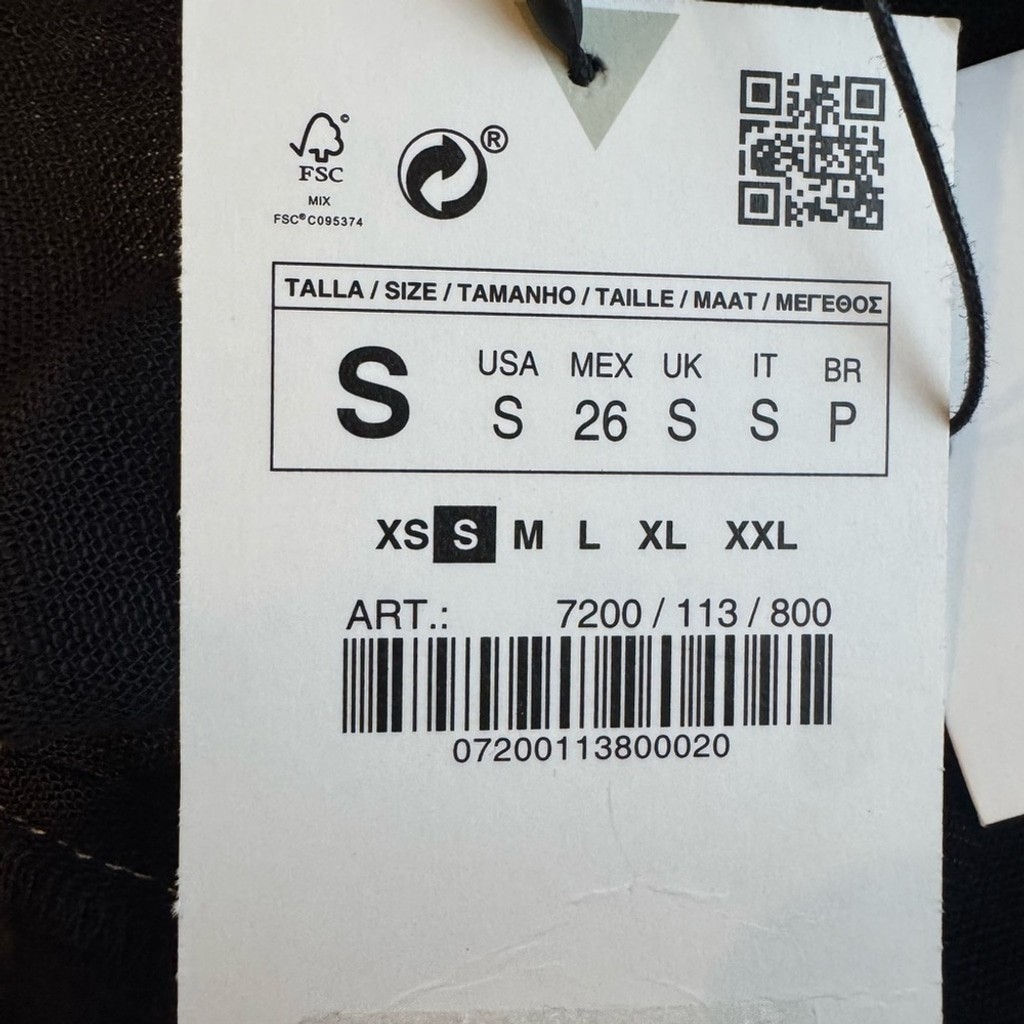 ©
FSC
MIX
FSC® C095374
®
TALLA / SIZE / TAMANHO / TAILLE / MAAT / ΜΕΓΕΘΟΣ
S
USA MEX UK IT BR
S 26 S S P
XS S M L XL XXL
ART.: 7200 / 113 / 800
07200113800020